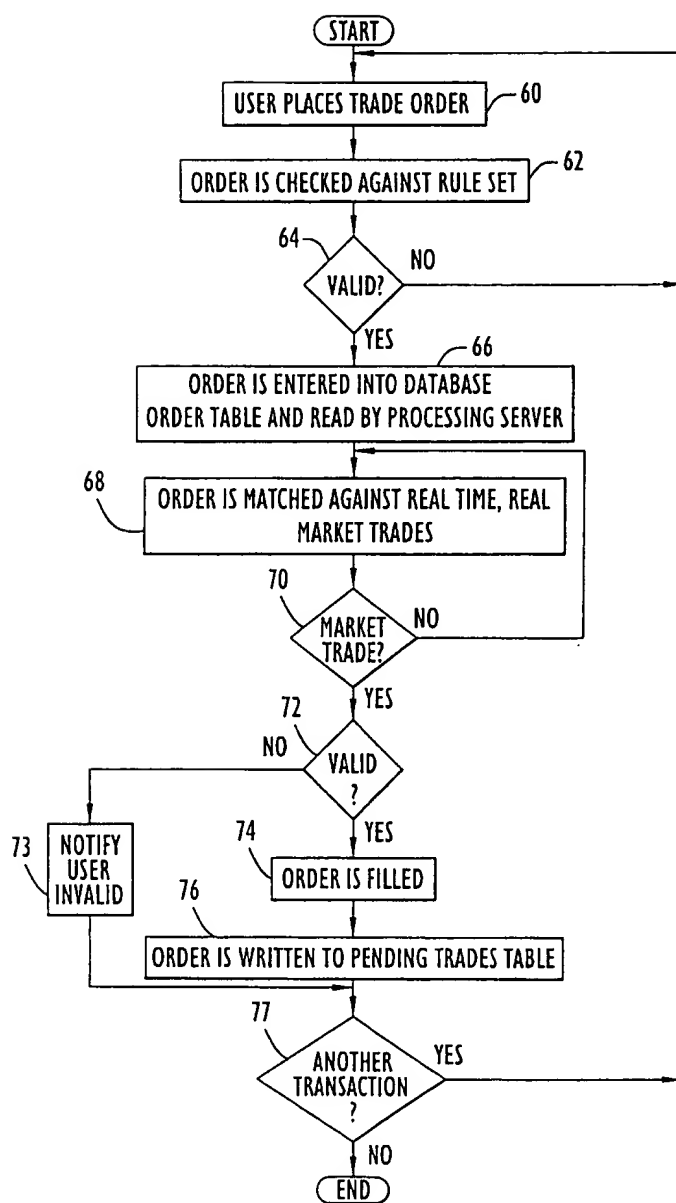 START
USER PLACES TRADE ORDER
60
ORDER IS CHECKED AGAINST RULE SET
62
64
VALID?
NO
YES
66
ORDER IS ENTERED INTO DATABASE
ORDER TABLE AND READ BY PROCESSING SERVER
68
ORDER IS MATCHED AGAINST REAL TIME, REAL
MARKET TRADES
70
MARKET
TRADE?
NO
YES
72
NO
VALID
?
YES
73
NOTIFY
USER
INVALID
74
ORDER IS FILLED
76
ORDER IS WRITTEN TO PENDING TRADES TABLE
77
ANOTHER
TRANSACTION
?
YES
NO
END